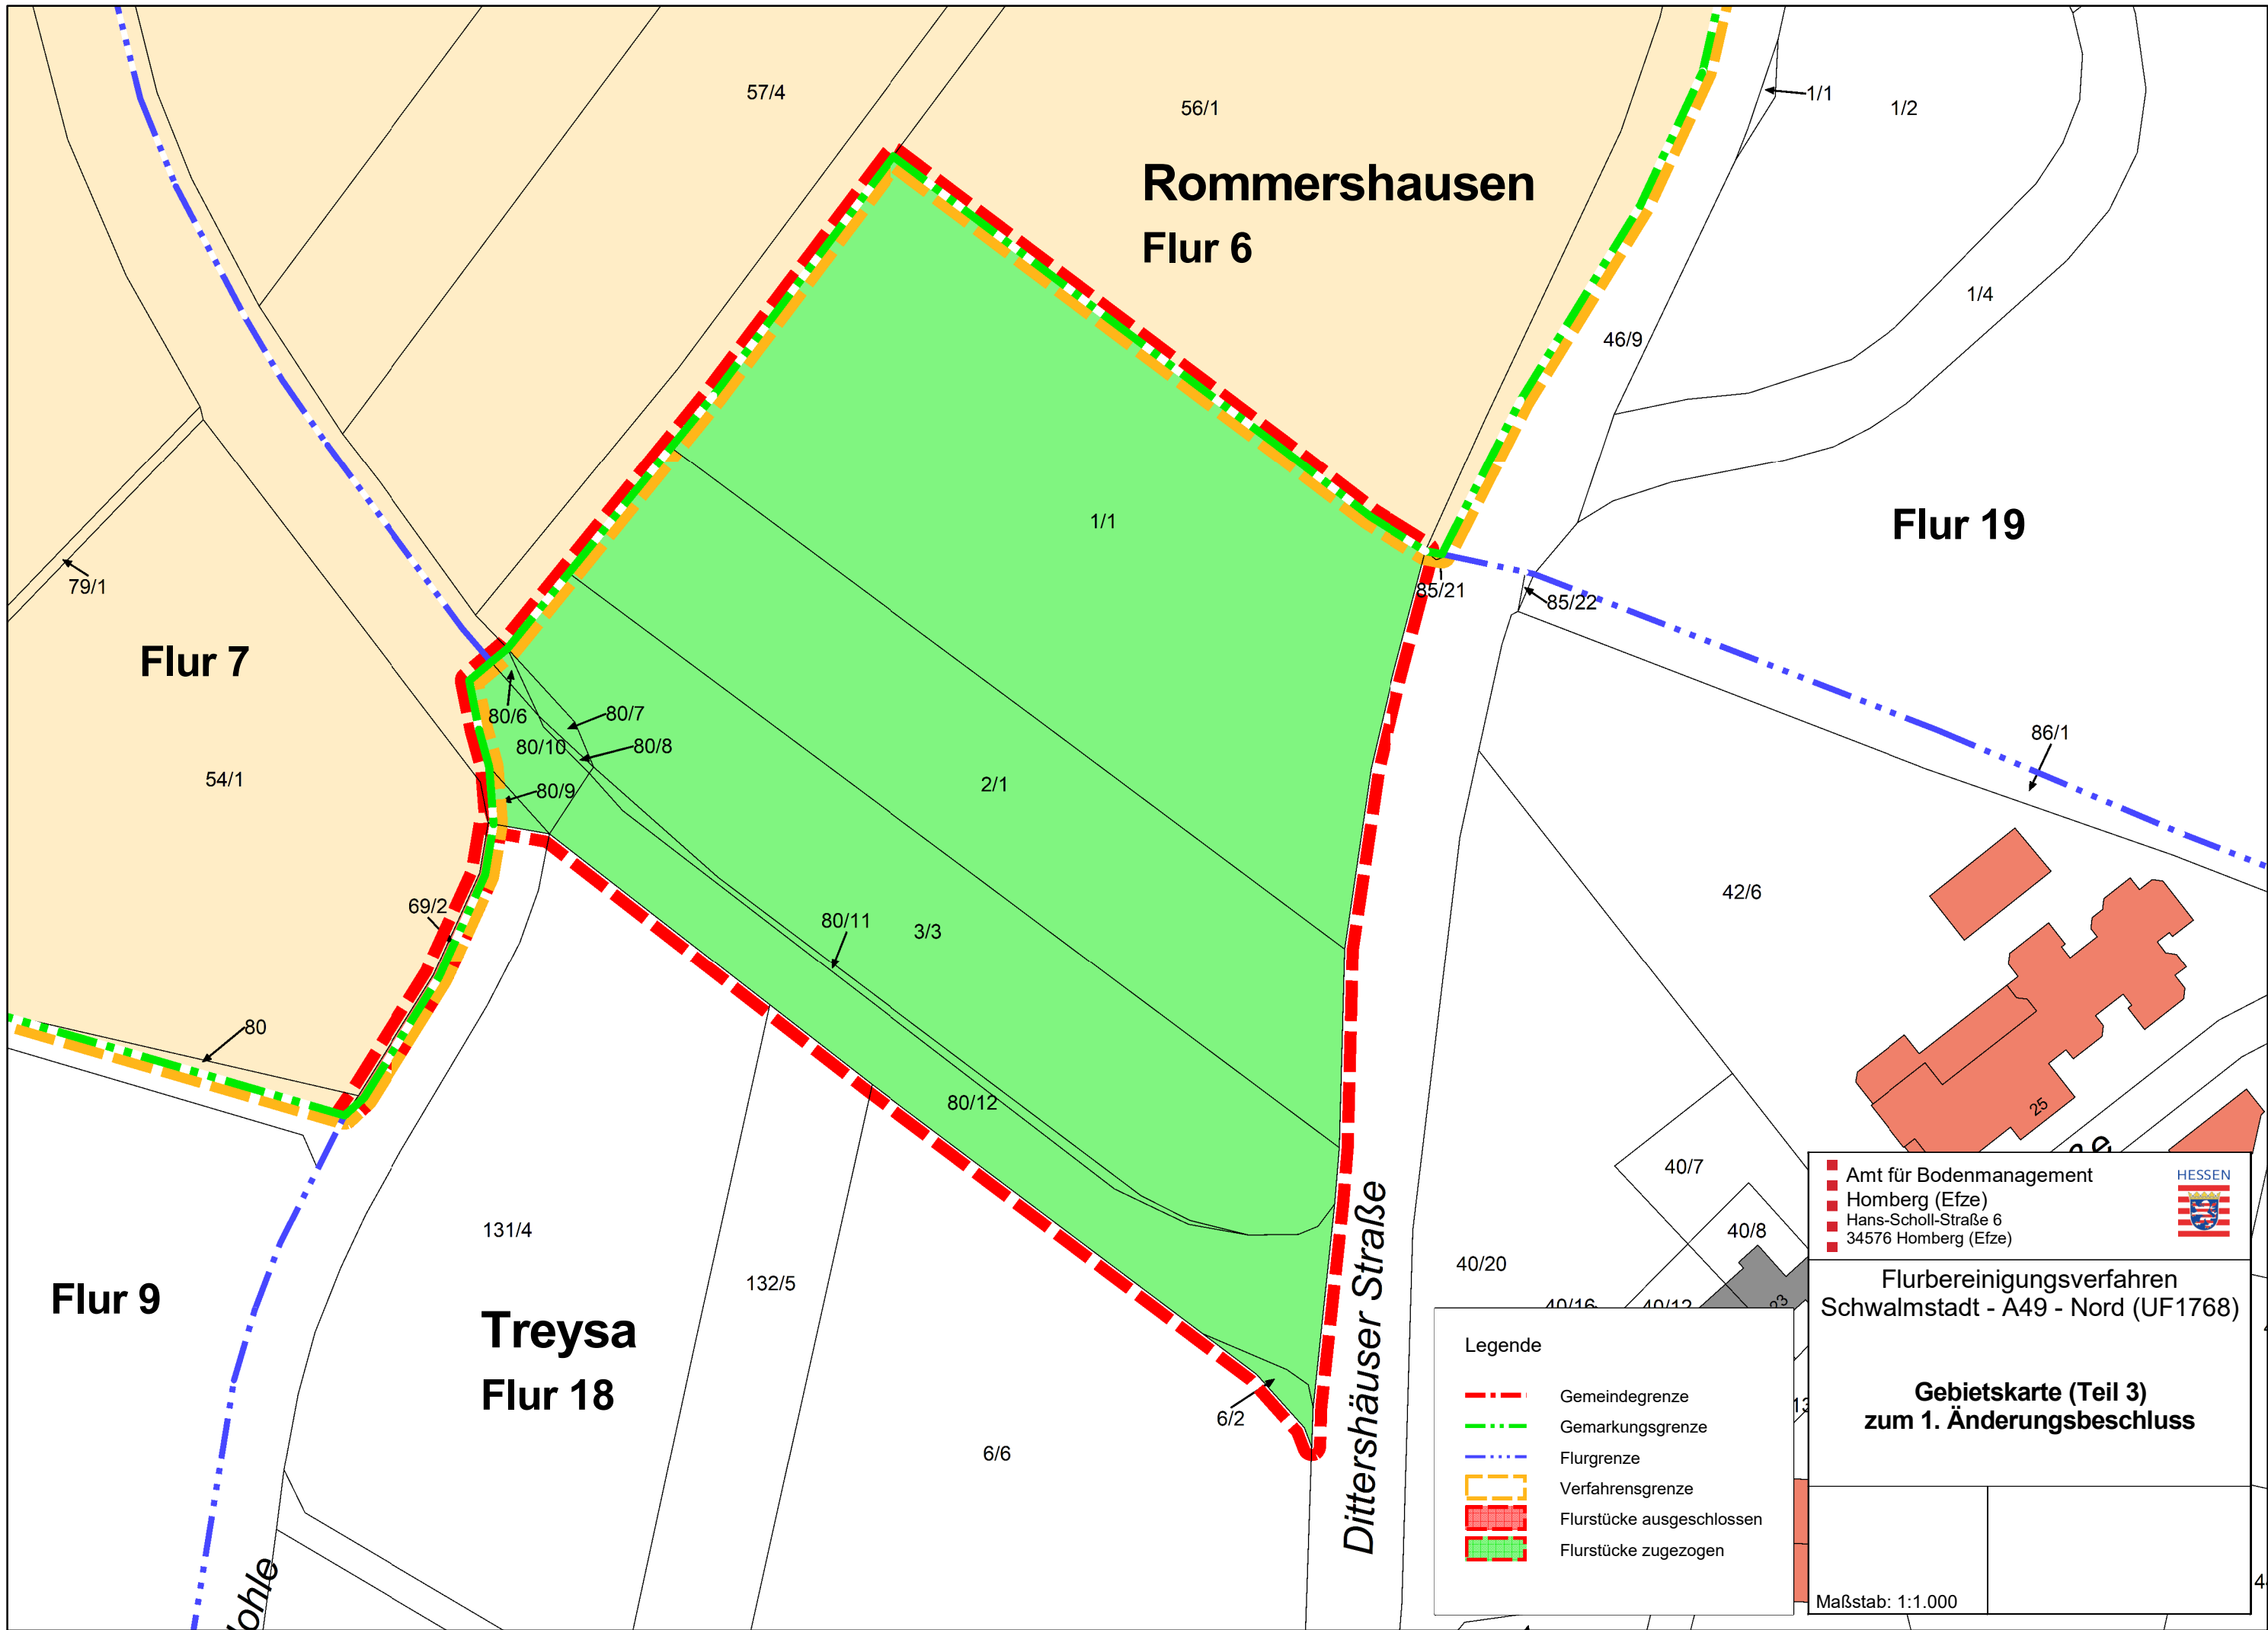 57/4
56/1
1/1
1/2
Rommershausen
Flur 6
1/4
46/9
1/1
Flur 19
79/1
85/21
85/22
Flur 7
80/6
80/7
80/10
80/8
86/1
54/1
80/9
2/1
42/6
69/2
80/11
3/3
80
80/12
25
40/7
131/4
132/5
40/8
40/20
Flur 9
40/16
40/12
23
Treysa
Flur 18
6/2
6/6
Dittershäuser Straße
Amt für Bodenmanagement
Homberg (Efze)
Hans-Scholl-Straße 6
34576 Homberg (Efze)
HESSEN
Flurbereinigungsverfahren
Schwalmstadt - A49 - Nord (UF1768)
Gebietskarte (Teil 3)
zum 1. Änderungsbeschluss
Maßstab: 1:1.000
Legende
Gemeindegrenze
Gemarkungsgrenze
Flurgrenze
Verfahrensgrenze
Flurstücke ausgeschlossen
Flurstücke zugezogen